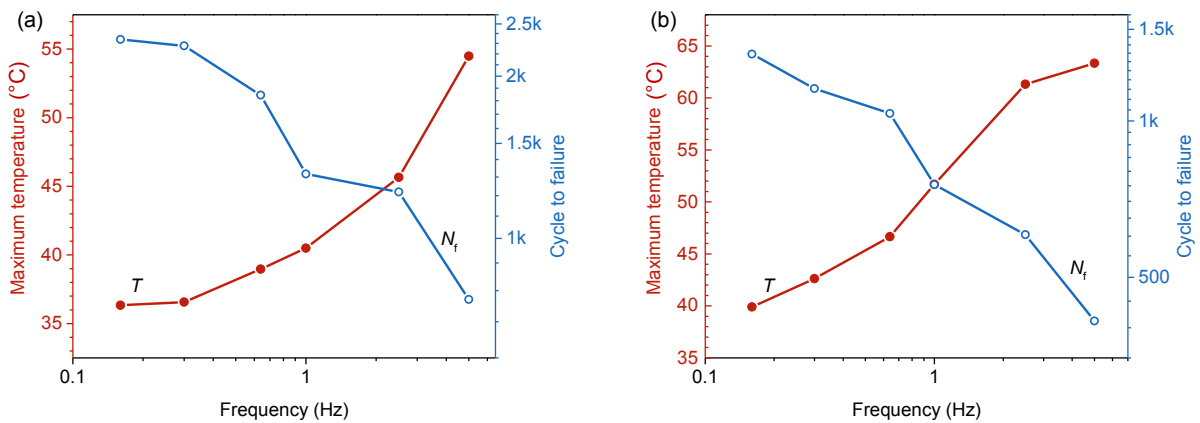 (a)
Maximum temperature (°C)
55
50
45
40
35
2.5k
2k
1.5k
1k
Cycle to failure
T
N_f
0.1
1
Frequency (Hz)
(b)
Maximum temperature (°C)
65
60
55
50
45
40
35
1.5k
1k
500
Cycle to failure
T
N_f
0.1
1
Frequency (Hz)